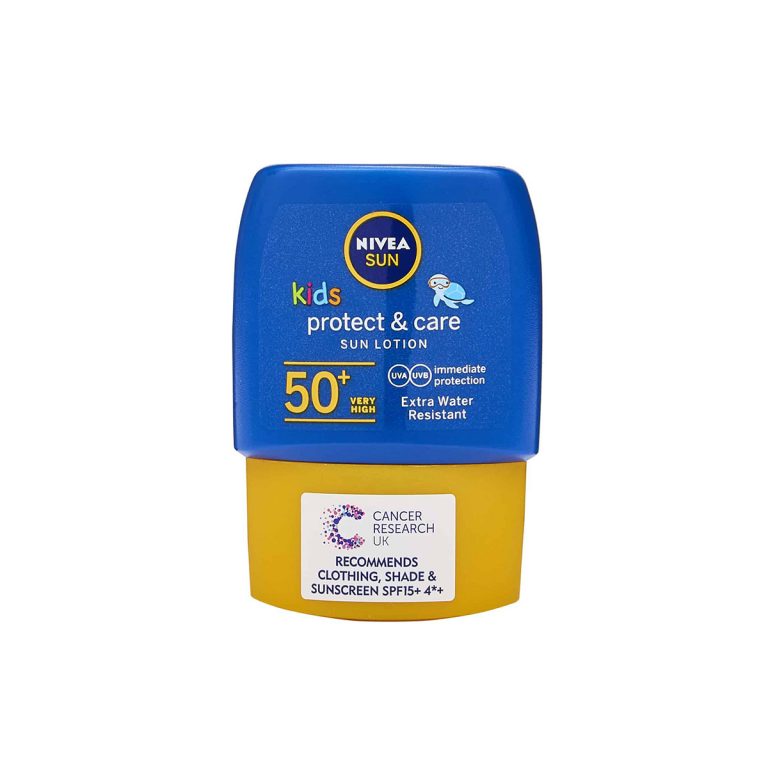 NIVEA
SUN
kids
protect & care
SUN LOTION
50+
VERY
HIGH
UVA UVB
immediate
protection
Extra Water
Resistant
CANCER
RESEARCH
UK
RECOMMENDS
CLOTHING, SHADE &
SUNSCREEN SPF15+ 4*+